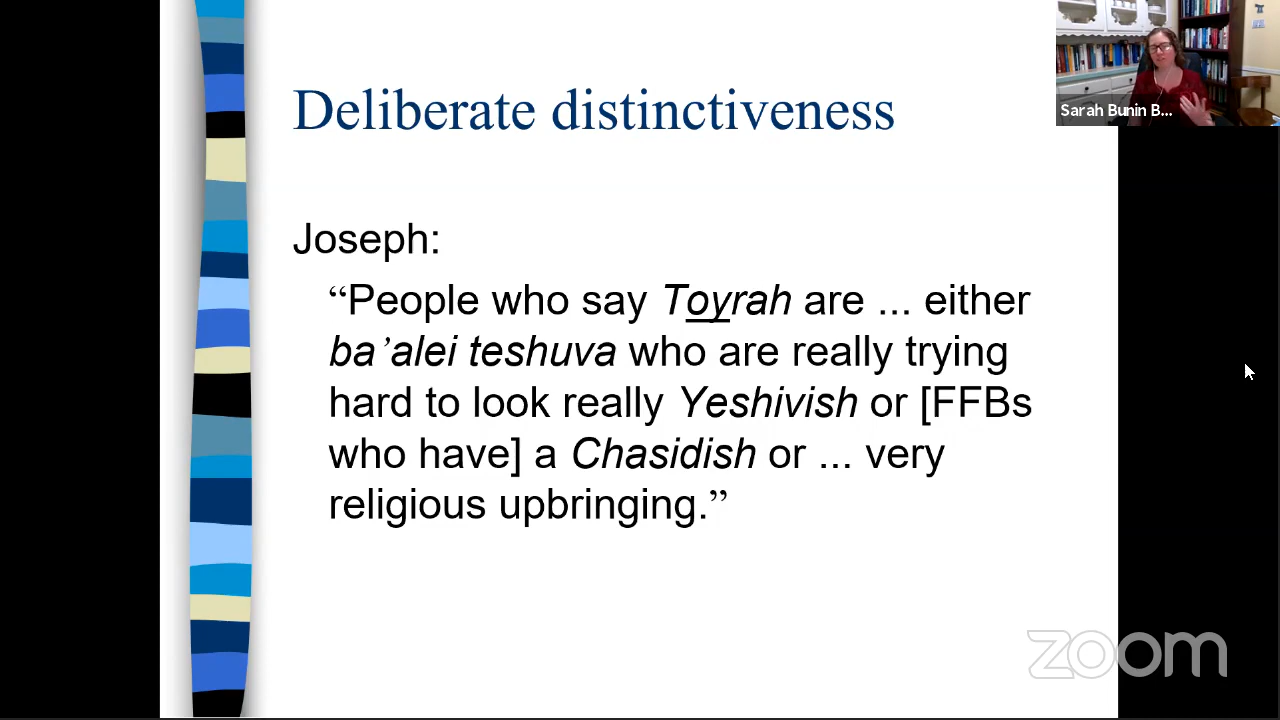 Deliberate distinctiveness
Sarah Bunin B...
Joseph:
“People who say Toyrah are ... either
ba’alei teshuva who are really trying
hard to look really Yeshivish or [FFBs
who have] a Chasidish or ... very
religious upbringing.”
zoom